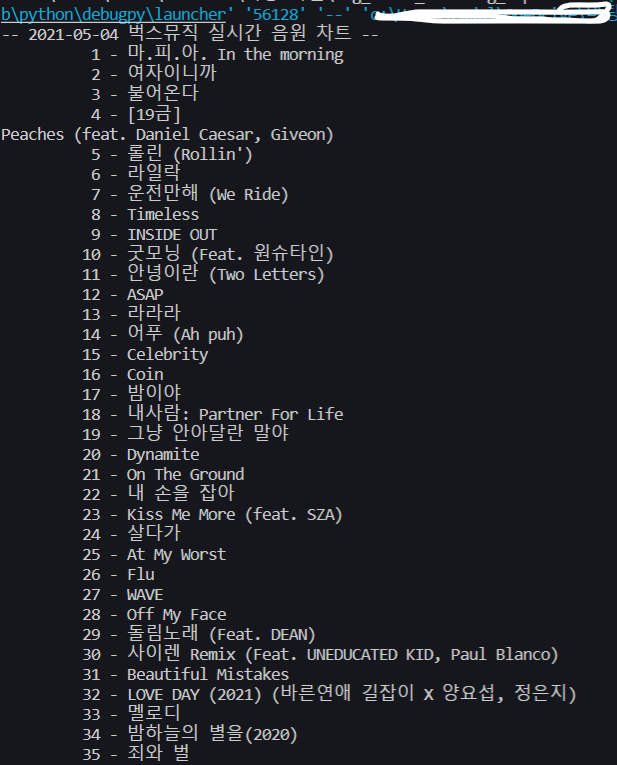 b\python\debugpy\launcher' '56128' '--' 'c:\
-- 2021-05-04 벅스뮤직 실시간 음원 차트 --
1 - 마.피.아. In the morning
2 - 여자이니까
3 - 불어온다
4 - [19금]
Peaches (feat. Daniel Caesar, Giveon)
5 - 롤린 (Rollin')
6 - 라일락
7 - 운전만해 (We Ride)
8 - Timeless
9 - INSIDE OUT
10 - 굿모닝 (Feat. 원슈타인)
11 - 안녕이란 (Two Letters)
12 - ASAP
13 - 라라라
14 - 어푸 (Ah puh)
15 - Celebrity
16 - Coin
17 - 밤이야
18 - 내사람: Partner For Life
19 - 그냥 안아달란 말야
20 - Dynamite
21 - On The Ground
22 - 내 손을 잡아
23 - Kiss Me More (feat. SZA)
24 - 살다가
25 - At My Worst
26 - Flu
27 - WAVE
28 - Off My Face
29 - 돌림노래 (Feat. DEAN)
30 - 사이렌 Remix (Feat. UNEDUCATED KID, Paul Blanco)
31 - Beautiful Mistakes
32 - LOVE DAY (2021) (바른연애 길잡이 X 양요섭, 정은지)
33 - 멜로디
34 - 밤하늘의 별을(2020)
35 - 죄와 벌